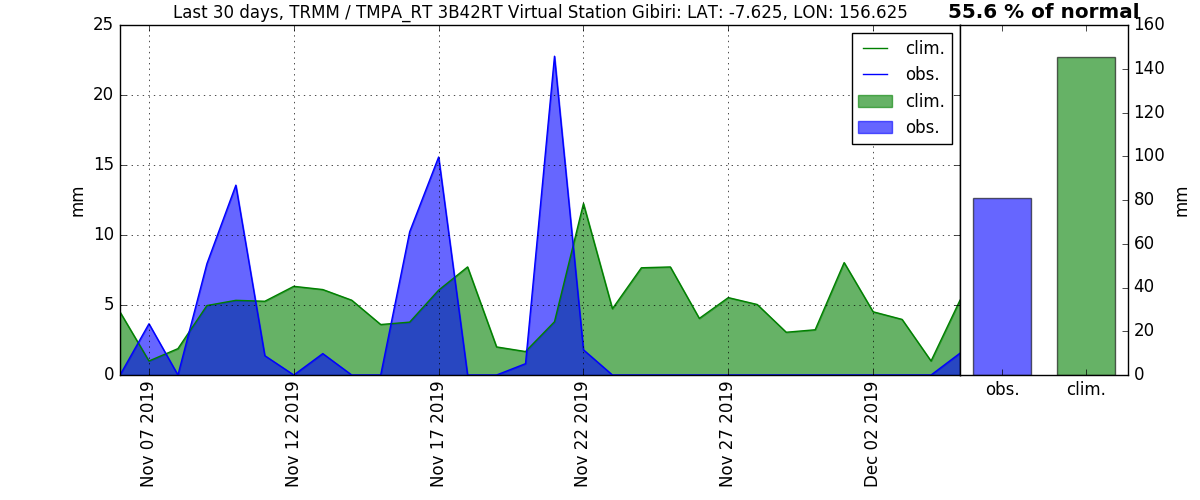 Last 30 days, TRMM / TMPA_RT 3B42RT Virtual Station Gibiri: LAT: -7.625, LON: 156.625
55.6 % of normal
25
20
15
10
5
0
mm
clim.
obs.
clim.
obs.
Nov 07 2019
Nov 12 2019
Nov 17 2019
Nov 22 2019
Nov 27 2019
Dec 02 2019
160
140
120
100
80
60
40
20
0
mm
obs.
clim.